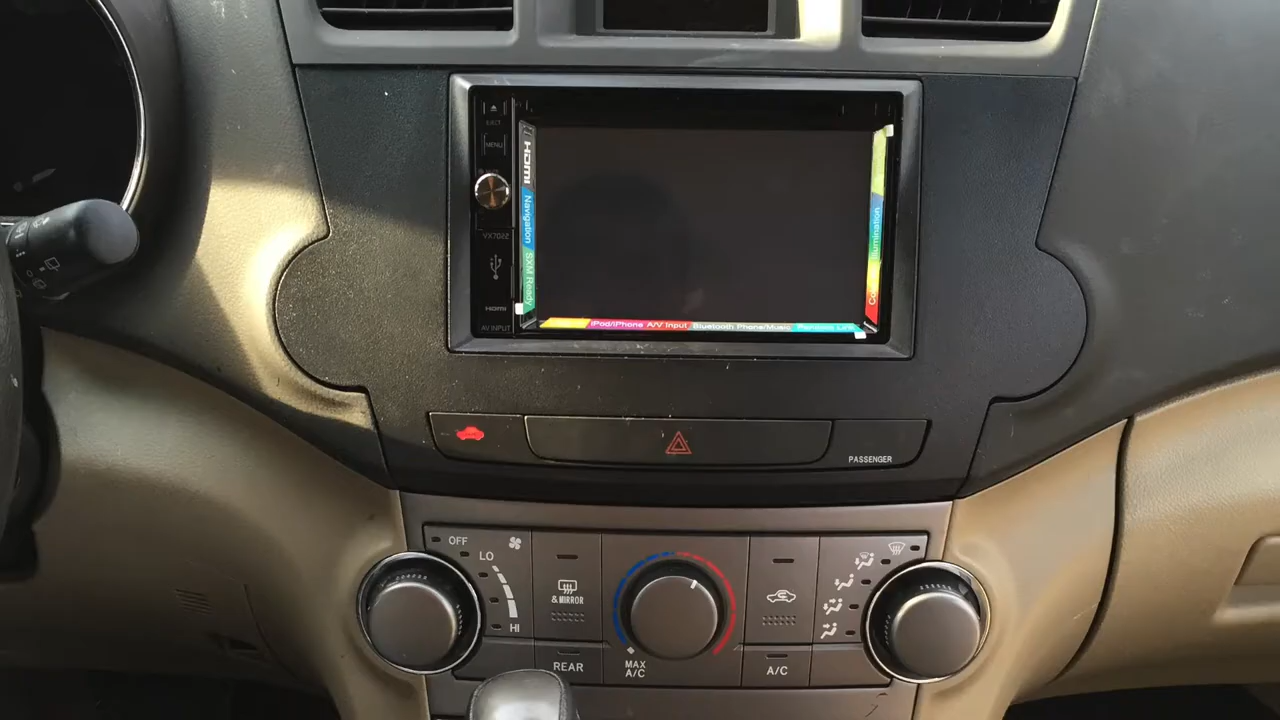 EJECT
MENU
HDMI
Navigation
SXM Ready
VX7022
HDMI
AV INPUT
iPod/iPhone A/V Input Bluetooth Phone/Music
Illumination
PASSENGER
OFF
LO
HI
& MIRROR
REAR
MAX
A/C
A/C